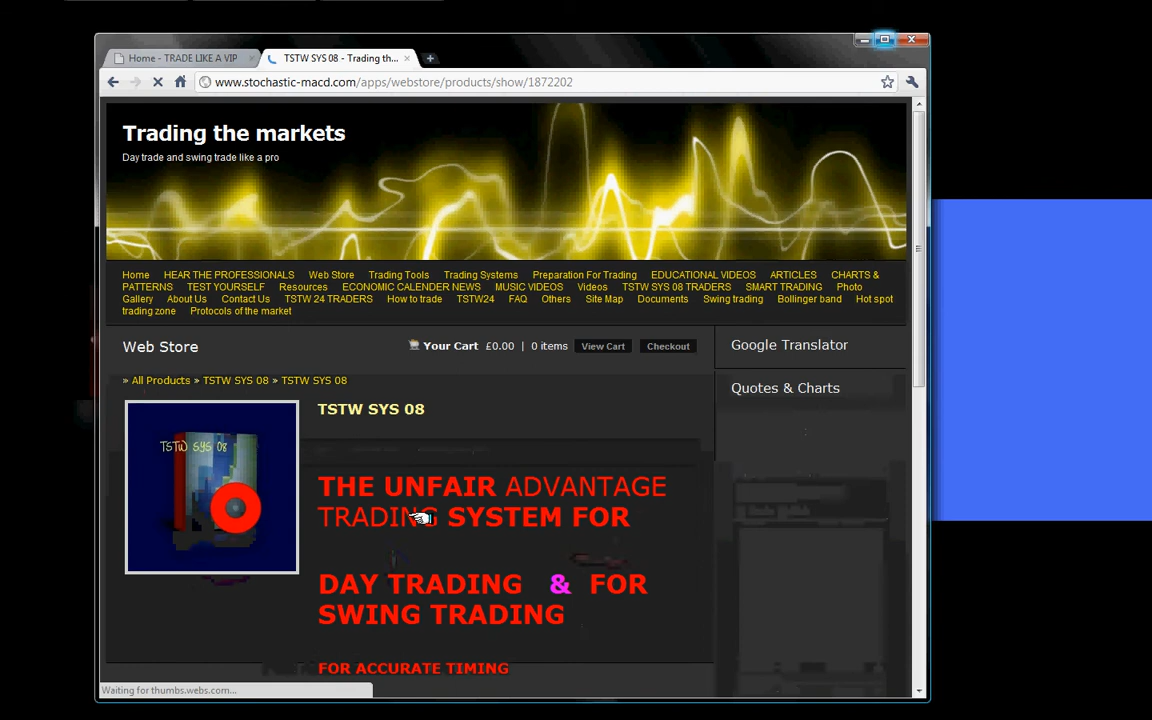 Home - TRADE LIKE A VIP
TSTW SYS 08 - Trading th...
www.stochastic-macd.com/apps/webstore/products/show/1872202
Trading the markets
Day trade and swing trade like a pro
Home HEAR THE PROFESSIONALS Web Store Trading Tools Trading Systems Preparation For Trading EDUCATIONAL VIDEOS ARTICLES CHARTS &
PATTERNS TEST YOURSELF Resources ECONOMIC CALENDER NEWS MUSIC VIDEOS Videos TSTW SYS 08 TRADERS SMART TRADING Photo
Gallery About Us Contact Us TSTW 24 TRADERS How to trade TSTW24 FAQ Others Site Map Documents Swing trading Bollinger band Hot spot
trading zone Protocols of the market
Web Store
Your Cart £0.00 | 0 items View Cart Checkout
» All Products » TSTW SYS 08 » TSTW SYS 08
TSTW SYS 08
TSTW SYS 08
THE UNFAIR ADVANTAGE
TRADING SYSTEM FOR
DAY TRADING & FOR
SWING TRADING
FOR ACCURATE TIMING
Google Translator
Quotes & Charts
Waiting for thumbs.webs.com...